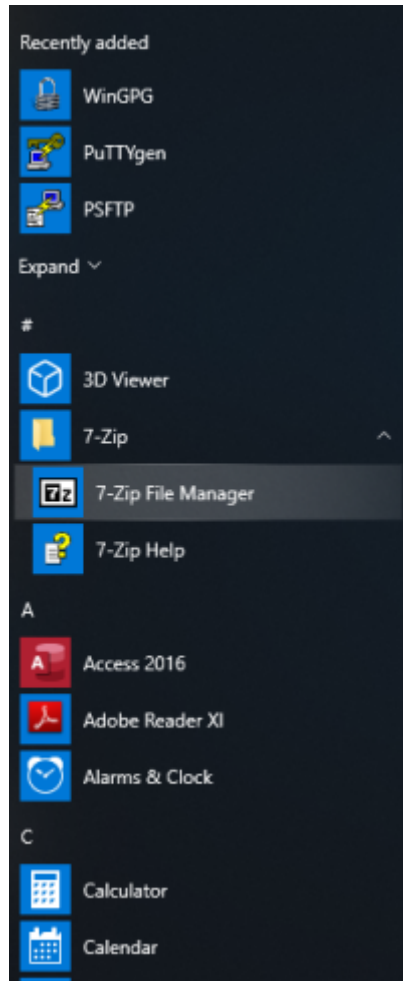 Recently added
WinGPG
PuTTYgen
PSFTP
Expand
#
3D Viewer
7-Zip
7z 7-Zip File Manager
7-Zip Help
A
A Access 2016
Adobe Reader XI
Alarms & Clock
C
Calculator
Calendar